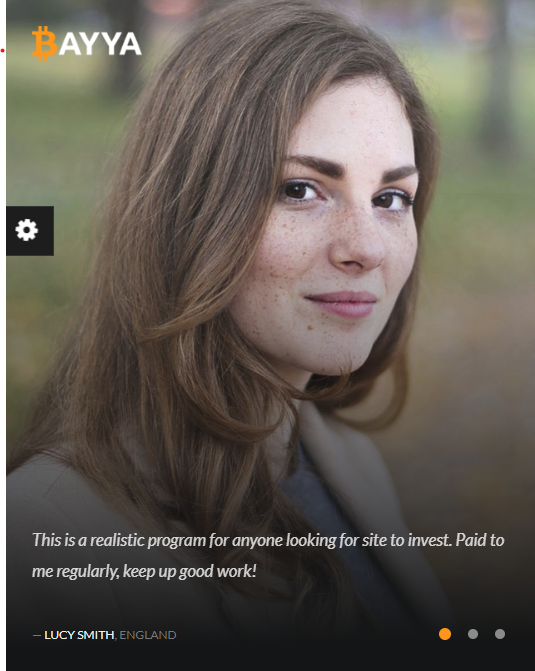 ₿AYYA
This is a realistic program for anyone looking for site to invest. Paid to
me regularly, keep up good work!
– LUCY SMITH, ENGLAND